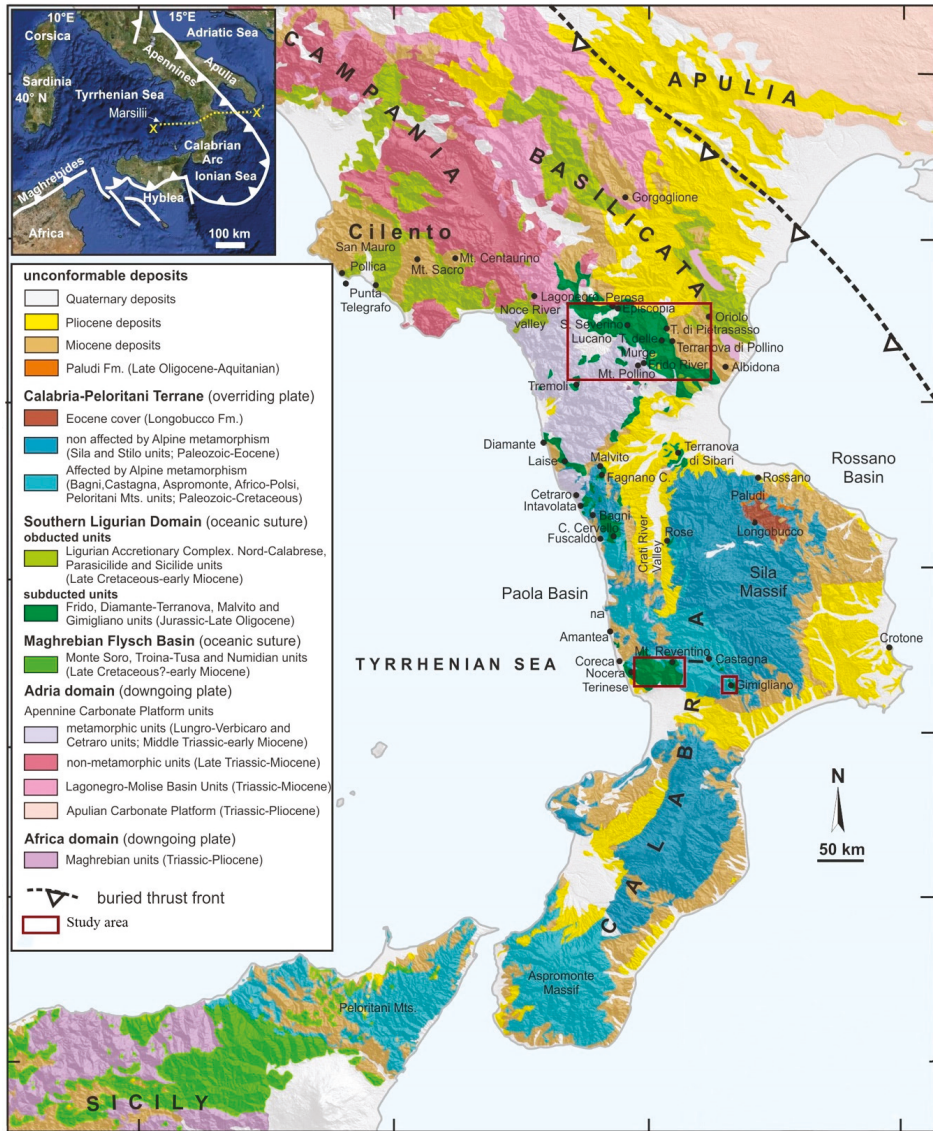 10°E
15°E
Corsica
Adriatic Sea
Apennines
Apulia
Sardinia
40° N
Tyrrhenian Sea
Marsilii
X
X
Calabrian
Arc
Ionian Sea
Maghrebides
Hyblea
Africa
100 km
CAMPANIA
APULIA
BASILICATA
Gorgoglione
Cilento
San Mauro
Mt. Centaurino
Pollica
Mt. Sacro
Punta
Telegrafo
Lagonegro
Perosa
Noce River
valley
Episcopia
S. Severino
Lucano
Oriolo
T. di Pietrasasso
T. delle
Murge
Terranova di Pollino
Endo River
Mt. Pollino
Albidona
Tremoli
Diamante
Laise
Malvito
Terranova
di Sibari
Fagnano C.
Rossano
Basin
Rossano
Cetraro
Intavolata
Paludi
Bagni
Longobucco
C. Cervello
Fuscaldo
Crati River
Valley
Rose
Sila
Massif
Paola Basin
na
Amantea
Crotone
TYRRHENIAN SEA
Mt. Reventino
Coreca
Castagna
Nocera
Terinese
Gimigliano
CALABRIA
N
50 km
Aspromonte
Massif
Peloritani Mts.
SICILY
unconformable deposits
Quaternary deposits
Pliocene deposits
Miocene deposits
Paludi Fm. (Late Oligocene-Aquitanian)
Calabria-Peloritani Terrane (overriding plate)
Eocene cover (Longobucco Fm.)
non affected by Alpine metamorphism
(Sila and Stilo units; Paleozoic-Eocene)
Affected by Alpine metamorphism
(Bagni,Castagna, Aspromonte, Africo-Polsi,
Peloritani Mts. units; Paleozoic-Cretaceous)
Southern Ligurian Domain (oceanic suture)
obducted units
Ligurian Accretionary Complex. Nord-Calabrese,
Parasicilide and Sicilide units
(Late Cretaceous-early Miocene)
subducted units
Frido, Diamante-Terranova, Malvito and
Gimigliano units (Jurassic-Late Oligocene)
Maghrebian Flysch Basin (oceanic suture)
Monte Soro, Troina-Tusa and Numidian units
(Late Cretaceous?-early Miocene)
Adria domain (downgoing plate)
Apennine Carbonate Platform units
metamorphic units (Lungro-Verbicaro and
Cetraro units; Middle Triassic-early Miocene)
non-metamorphic units (Late Triassic-Miocene)
Lagonegro-Molise Basin Units (Triassic-Miocene)
Apulian Carbonate Platform (Triassic-Pliocene)
Africa domain (downgoing plate)
Maghrebian units (Triassic-Pliocene)
buried thrust front
Study area